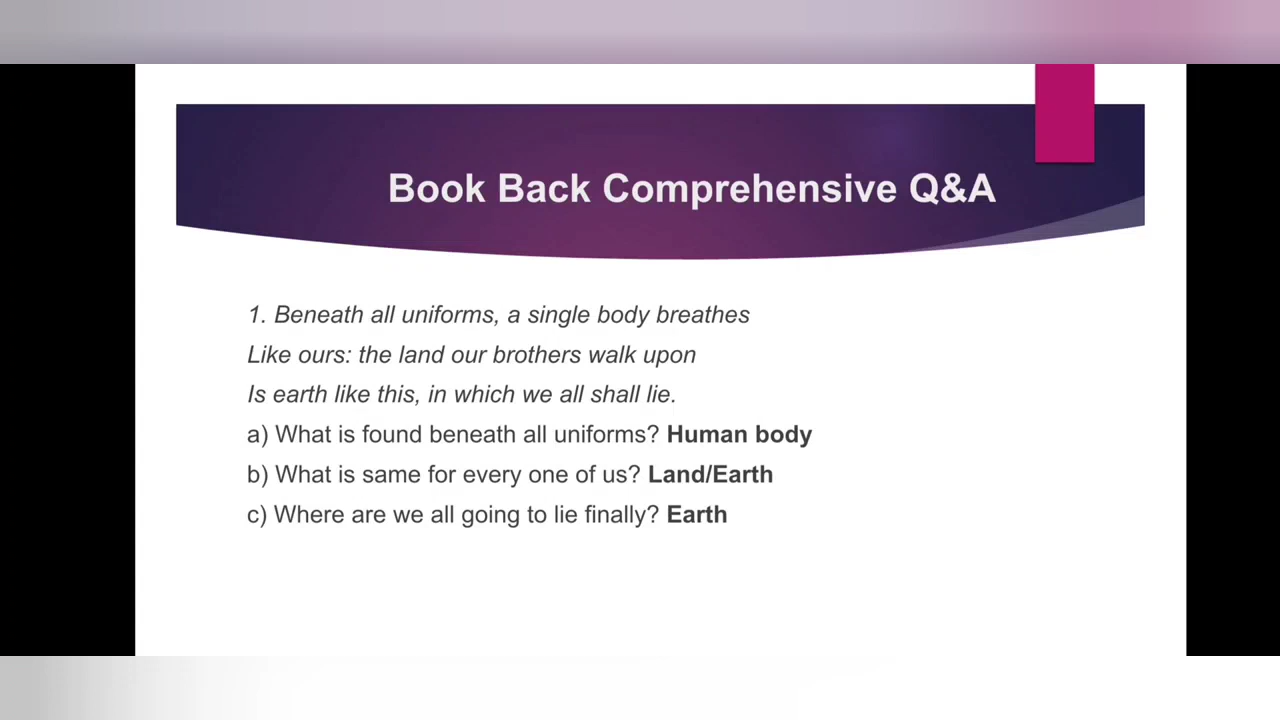 Book Back Comprehensive Q&A
1. Beneath all uniforms, a single body breathes
Like ours: the land our brothers walk upon
Is earth like this, in which we all shall lie.
a) What is found beneath all uniforms? Human body
b) What is same for every one of us? Land/Earth
c) Where are we all going to lie finally? Earth